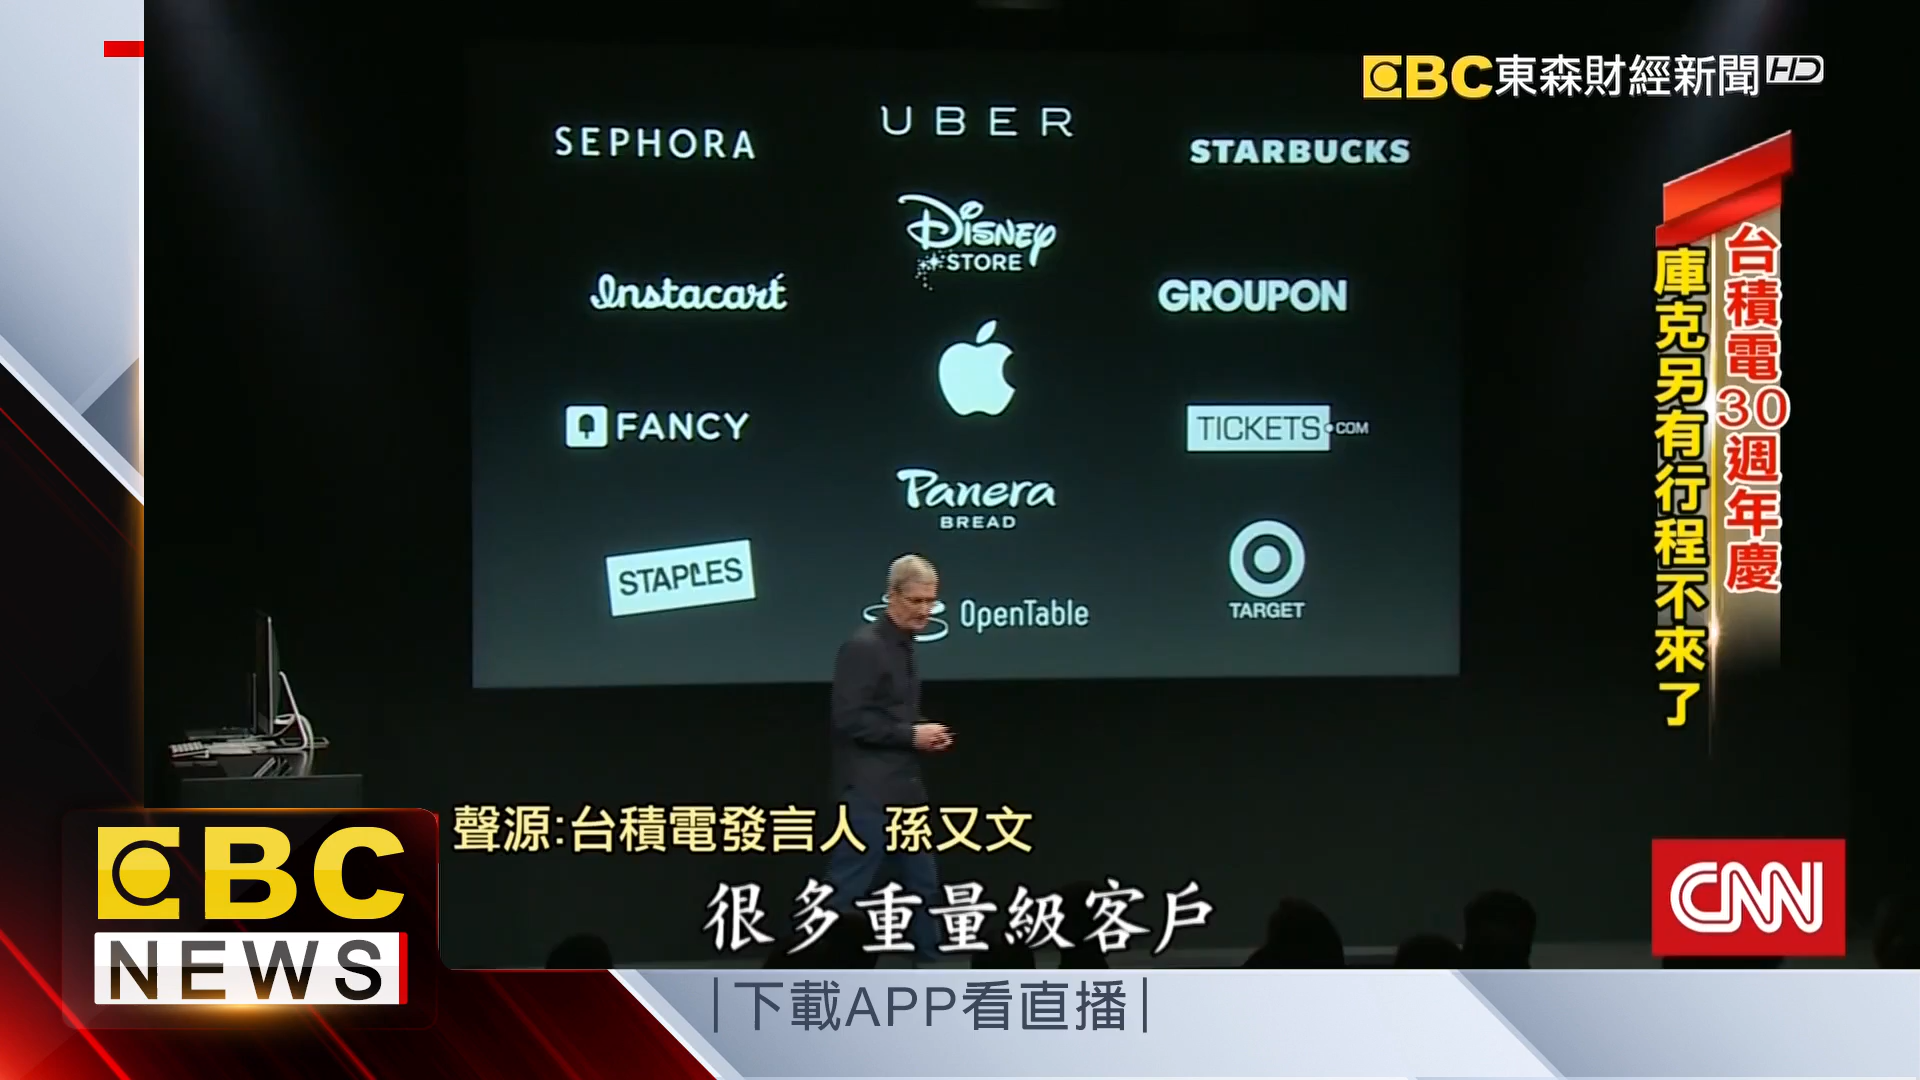 EBC東森財經新聞HD
SEPHORA
UBER
STARBUCKS
DISNEY
STORE
Instacart
GROUPON
FANCY
TICKETS.COM
Panera
BREAD
STAPLES
OpenTable
TARGET
台積電30週年慶
庫克另有行程不來了
聲源:台積電發言人 孫又文
很多重量級客戶
CNN
EBC
NEWS
|下載APP看直播|